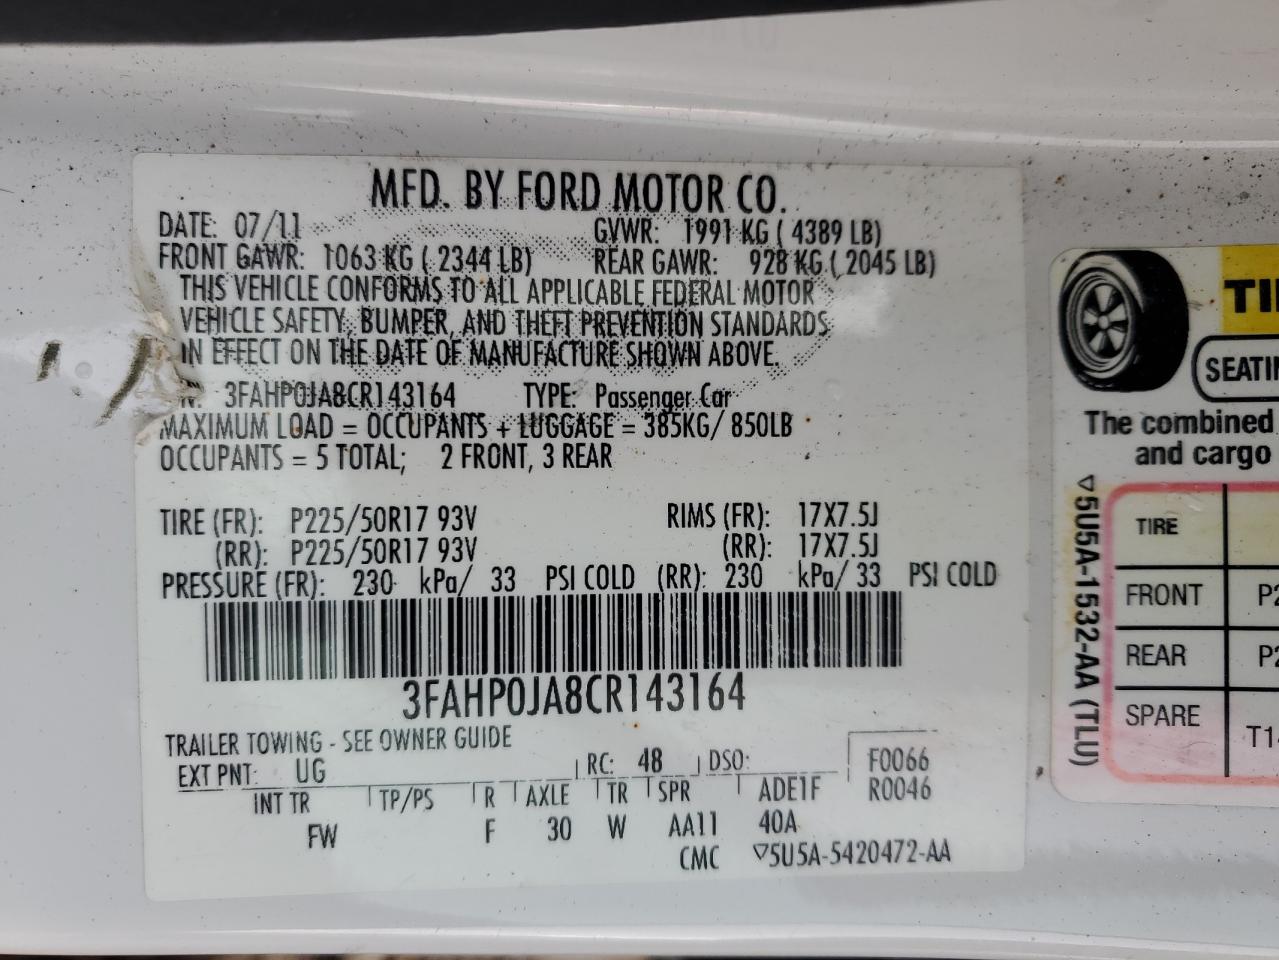 MFD. BY FORD MOTOR CO.
DATE: 07/11 GVWR: 1991 KG ( 4389 LB)
FRONT GAWR: 1063 KG ( 2344 LB) REAR GAWR: 928 KG ( 2045 LB)
THIS VEHICLE CONFORMS TO ALL APPLICABLE FEDERAL MOTOR
VEHICLE SAFETY, BUMPER, AND THEFT PREVENTION STANDARDS
IN EFFECT ON THE DATE OF MANUFACTURE SHOWN ABOVE.
3FAHP0JA8CR143164 TYPE: Passenger Car
MAXIMUM LOAD = OCCUPANTS + LUGGAGE = 385KG/ 850LB
OCCUPANTS = 5 TOTAL; 2 FRONT, 3 REAR
TIRE (FR): P225/50R17 93V RIMS (FR): 17X7.5J
(RR): P225/50R17 93V (RR): 17X7.5J
PRESSURE (FR): 230 kPa/ 33 PSI COLD (RR): 230 kPa/ 33 PSI COLD
3FAHP0JA8CR143164
TRAILER TOWING - SEE OWNER GUIDE
EXT PNT: UG RC: 48 DSO: F0066
INT TR TP/PS R AXLE TR SPR ADE1F R0046
FW F 30 W AA11 40A
CMC ▽5U5A-5420472-AA
TI
SEATIN
The combined
and cargo
▽5U5A-1532-AA (TLU)
TIRE
FRONT P2
REAR P2
SPARE T14